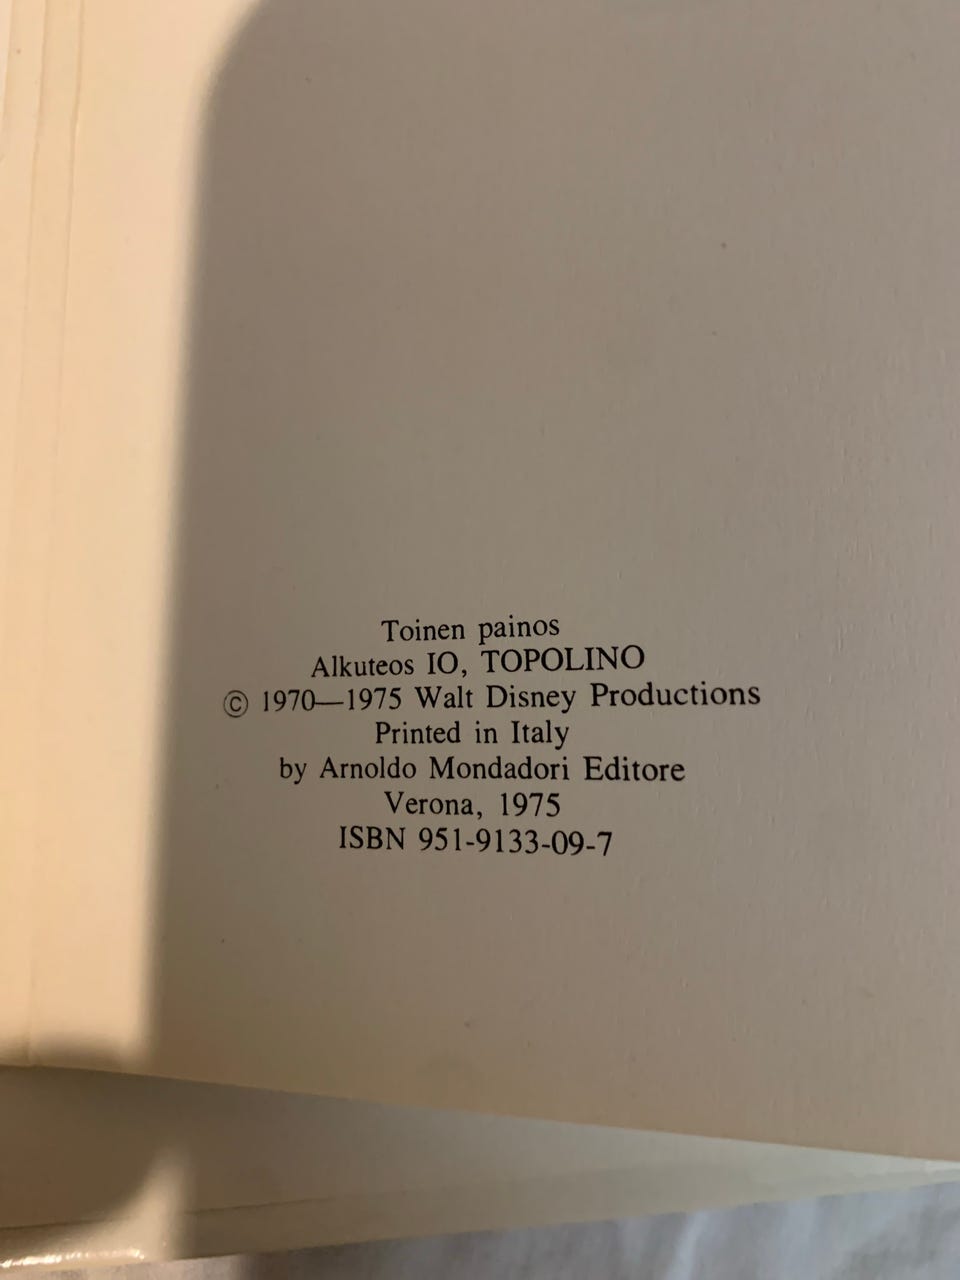 Toinen painos
Alkuteos IO, TOPOLINO
© 1970—1975 Walt Disney Productions
Printed in Italy
by Arnoldo Mondadori Editore
Verona, 1975
ISBN 951-9133-09-7